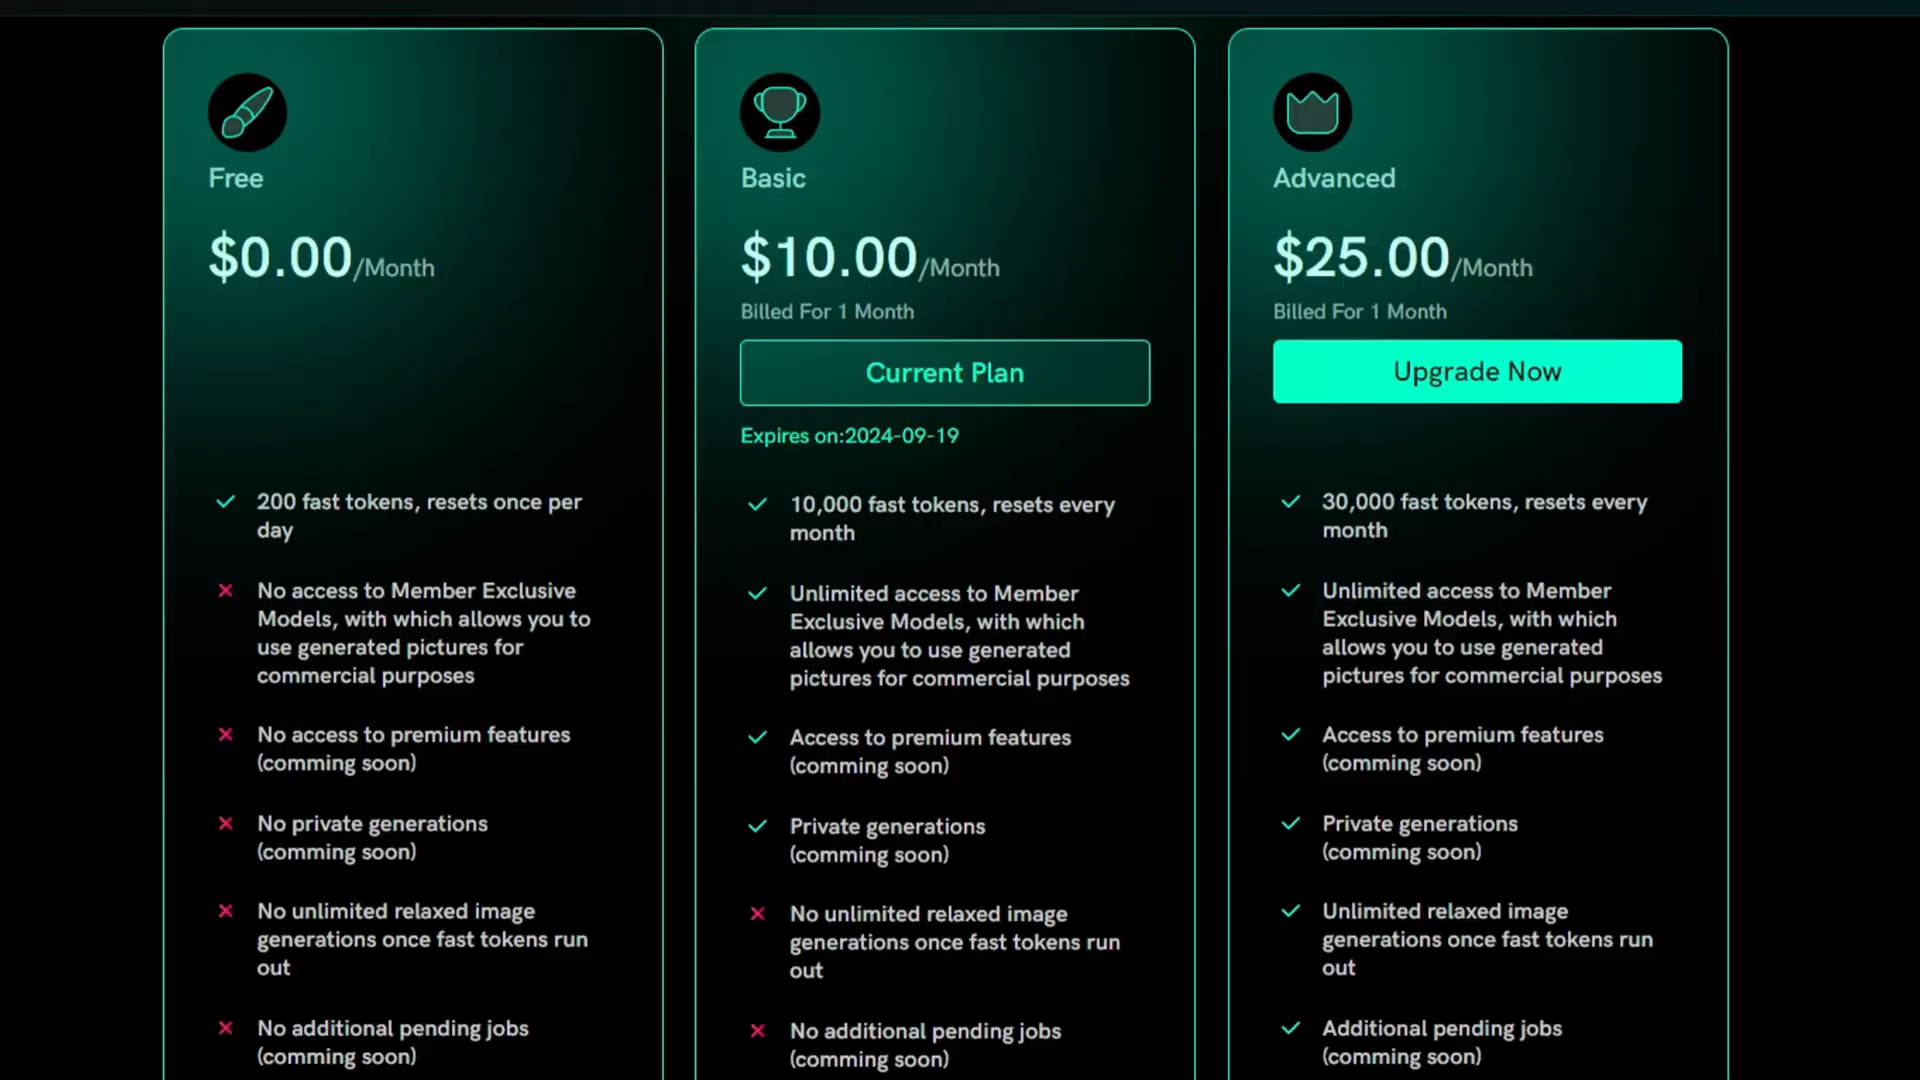 Free
$0.00/Month
200 fast tokens, resets once per
day
No access to Member Exclusive
Models, with which allows you to
use generated pictures for
commercial purposes
No access to premium features
(comming soon)
No private generations
(comming soon)
No unlimited relaxed image
generations once fast tokens run
out
No additional pending jobs
(comming soon)
Basic
$10.00/Month
Billed For 1 Month
Current Plan
Expires on:2024-09-19
10,000 fast tokens, resets every
month
Unlimited access to Member
Exclusive Models, with which
allows you to use generated
pictures for commercial purposes
Access to premium features
(comming soon)
Private generations
(comming soon)
No unlimited relaxed image
generations once fast tokens run
out
No additional pending jobs
(comming soon)
Advanced
$25.00/Month
Billed For 1 Month
Upgrade Now
30,000 fast tokens, resets every
month
Unlimited access to Member
Exclusive Models, with which
allows you to use generated
pictures for commercial purposes
Access to premium features
(comming soon)
Private generations
(comming soon)
Unlimited relaxed image
generations once fast tokens run
out
Additional pending jobs
(comming soon)